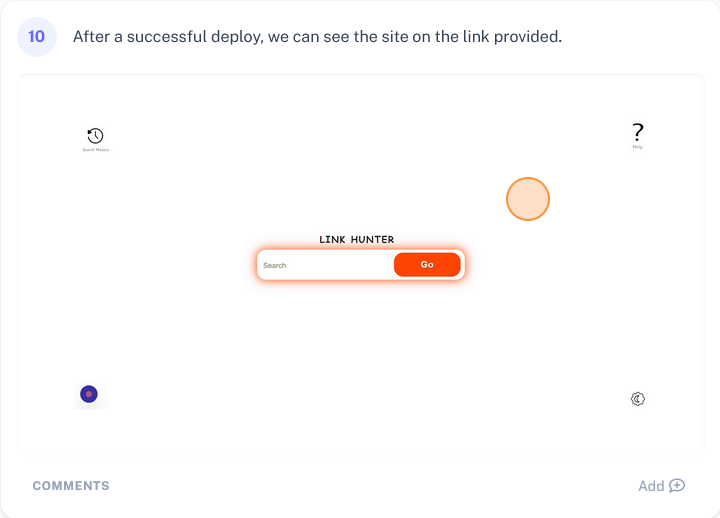 10 After a successful deploy, we can see the site on the link provided.
Search History
?
Help
LINK HUNTER
Search Go
COMMENTS Add